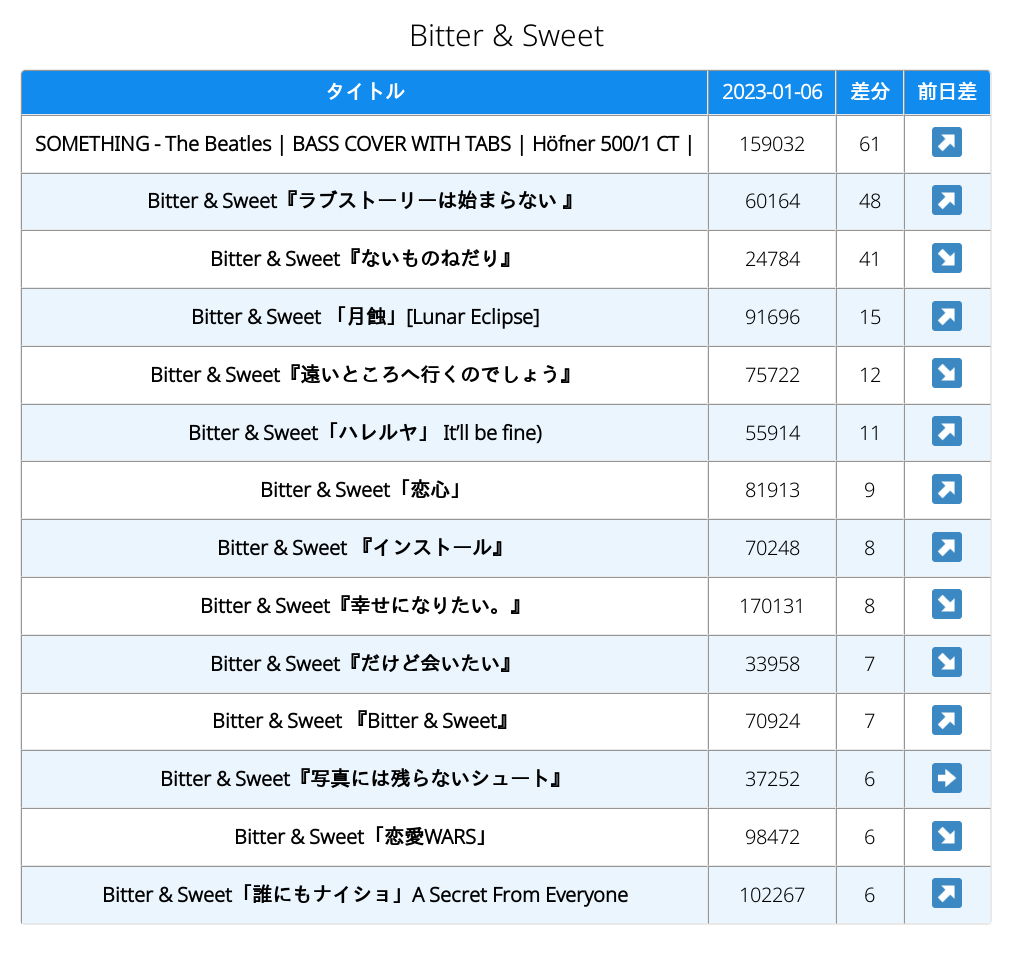 Bitter & Sweet
タイトル 2023-01-06 差分 前日差
SOMETHING - The Beatles | BASS COVER WITH TABS | Höfner 500/1 CT | 159032 61 ↗
Bitter & Sweet『ラブストーリーは始まらない 』 60164 48 ↗
Bitter & Sweet『ないものねだり』 24784 41 ↘
Bitter & Sweet 「月蝕」[Lunar Eclipse] 91696 15 ↗
Bitter & Sweet『遠いところへ行くのでしょう』 75722 12 ↘
Bitter & Sweet「ハレルヤ」 It’ll be fine) 55914 11 ↗
Bitter & Sweet「恋心」 81913 9 ↗
Bitter & Sweet 『インストール』 70248 8 ↗
Bitter & Sweet『幸せになりたい。』 170131 8 ↘
Bitter & Sweet『だけど会いたい』 33958 7 ↘
Bitter & Sweet 『Bitter & Sweet』 70924 7 ↗
Bitter & Sweet『写真には残らないシュート』 37252 6 ➡
Bitter & Sweet「恋愛WARS」 98472 6 ↘
Bitter & Sweet「誰にもナイショ」A Secret From Everyone 102267 6 ↗